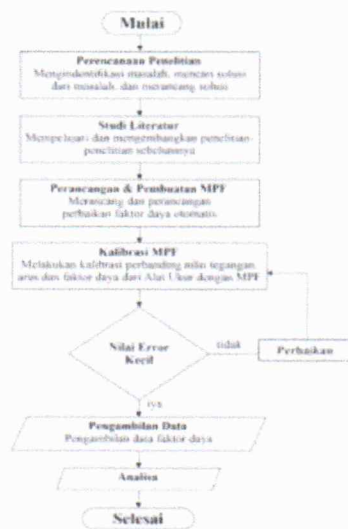 Mulai
Perencanaan Penelitian
Mengidentifikasi masalah, mencari solusi
dari masalah, dan merancang solusi
Studi Literatur
Mempelajari dan mengembangkan penelitian-
penelitian sebelumnya
Perancangan & Pembuatan MPF
Merancang dan perancangan
perbaikan faktor daya otomatis
Kalibrasi MPF
Melakukan kalibrasi perbanding nilai tegangan,
arus dan faktor daya dari Alat Ukur dengan MPF
Nilai Error
Kecil
tidak
Perbaikan
iya
Pengambilan Data
Pengambilan data faktor daya
Analisa
Selesai